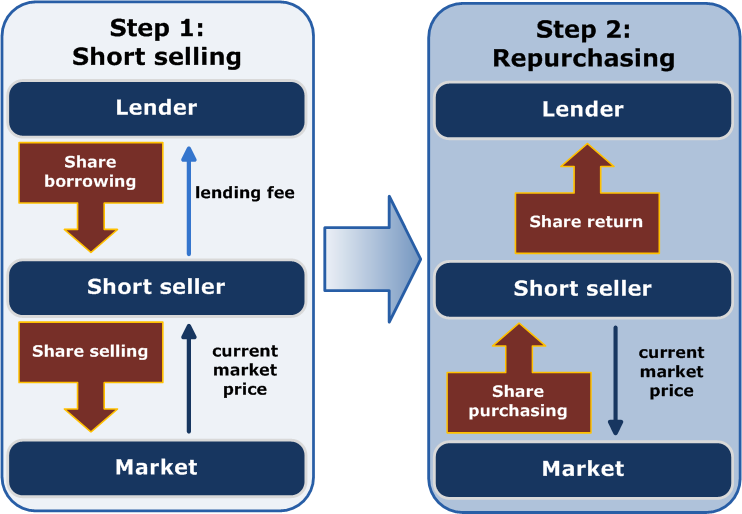 Step 1:
Short selling
Lender
Share
borrowing
lending fee
Short seller
Share selling
current
market
price
Market
Step 2:
Repurchasing
Lender
Share return
Short seller
Share
purchasing
current
market
price
Market